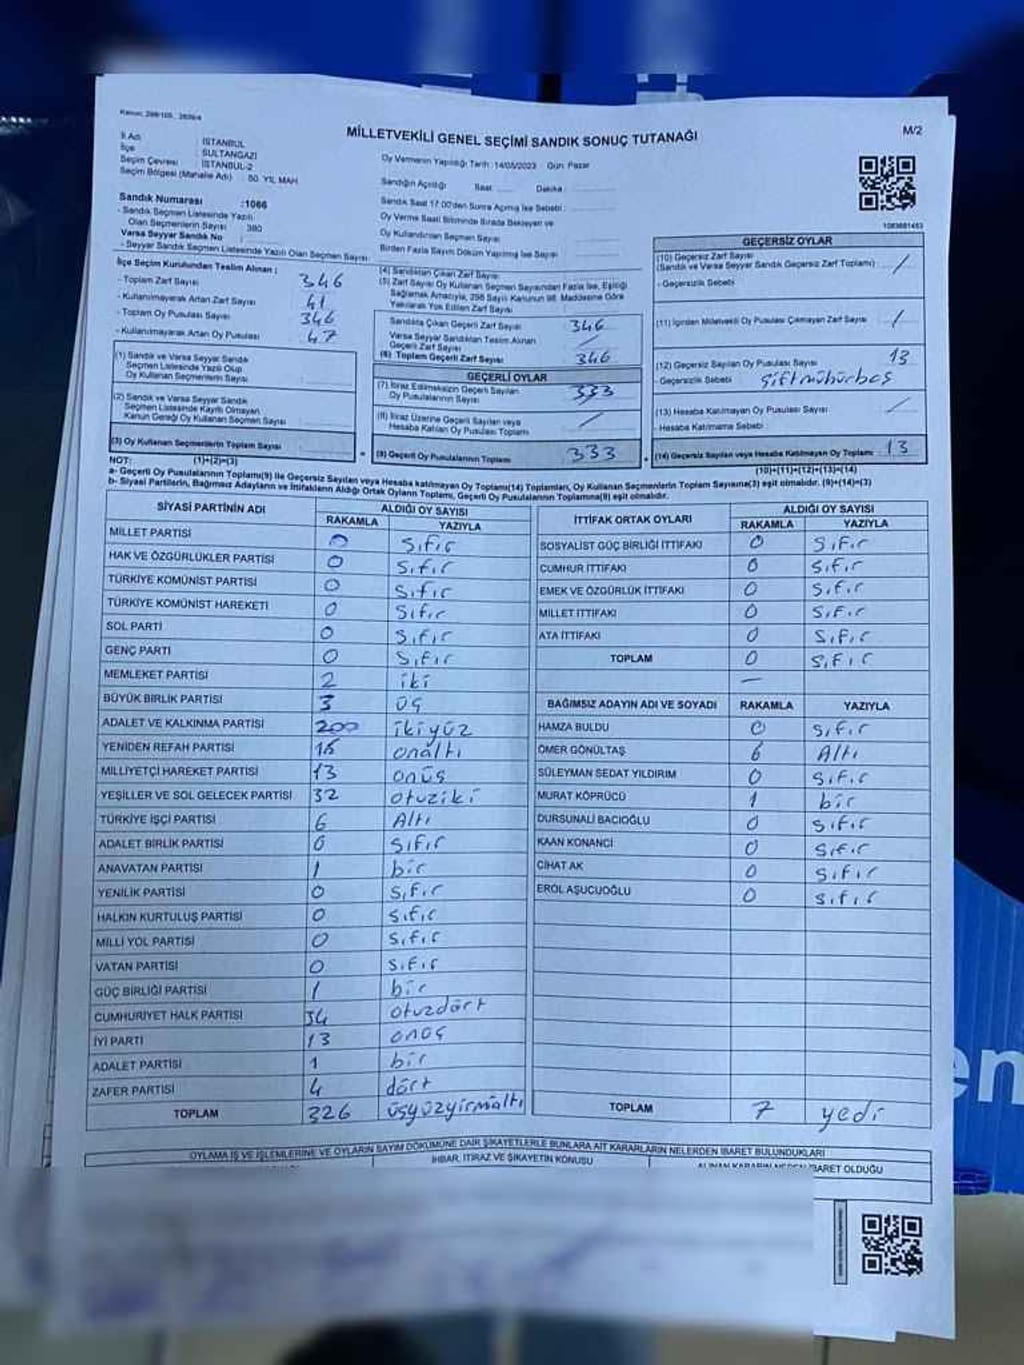 Kanun; 298/105, 2839/4
MİLLETVEKİLİ GENEL SEÇİMİ SANDIK SONUÇ TUTANAĞI
M/2
İl Adı : İSTANBUL
İlçe : SULTANGAZİ
Seçim Çevresi : İSTANBUL-2
Seçim Bölgesi (Mahalle Adı) : 50. YIL MAH
Oy Vermenin Yapıldığı Tarih : 14/05/2023 Gün: Pazar
Sandığın Açıldığı Saat ...... Dakika
Sandık Saat 17.00'den Sonra Açılmış İse Sebebi :
Oy Verme Saati Bitiminde Sırada Bekleyen ve
Oy Kullandırılan Seçmen Sayısı
Birden Fazla Sayım Döküm Yapılmış İse Sayısı
Sandık Numarası :1066
- Sandık Seçmen Listesinde Yazılı
Olan Seçmenlerin Sayısı 380
Varsa Seyyar Sandık No :
- Seyyar Sandık Seçmen Listesinde Yazılı Olan Seçmen Sayısı:
İlçe Seçim Kurulundan Teslim Alınan :
- Toplam Zarf Sayısı 346
- Kullanılmayarak Artan Zarf Sayısı 41
- Toplam Oy Pusulası Sayısı 346
- Kullanılmayarak Artan Oy Pusulası 47
(1) Sandık ve Varsa Seyyar Sandık
Seçmen Listesinde Yazılı Olup
Oy Kullanan Seçmenlerin Sayısı
(2) Sandık ve Varsa Seyyar Sandık
Seçmen Listesinde Kayıtlı Olmayan
Kanun Gereği Oy Kullanan Seçmen Sayısı
(3) Oy Kullanan Seçmenlerin Toplam Sayısı
(1)+(2)=(3)
(4) Sandıktan Çıkan Zarf Sayısı
(5) Zarf Sayısı Oy Kullanan Seçmen Sayısından Fazla İse, Eşitliği
Sağlamak Amacıyla, 298 Sayılı Kanunun 98. Maddesine Göre
Yakılarak Yok Edilen Zarf Sayısı
Sandıkta Çıkan Geçerli Zarf Sayısı 346
Varsa Seyyar Sandıktan Teslim Alınan
Geçerli Zarf Sayısı /
(6) Toplam Geçerli Zarf Sayısı 346
GEÇERLİ OYLAR
(7) İtiraz Edilmeksizin Geçerli Sayılan
Oy Pusulalarının Sayısı 333
(8) İtiraz Üzerine Geçerli Sayılan veya
Hesaba Katılan Oy Pusulası Toplamı /
(9) Geçerli Oy Pusulalarının Toplamı 333
1083681453
GEÇERSİZ OYLAR
(10) Geçersiz Zarf Sayısı
(Sandık ve Varsa Seyyar Sandık Geçersiz Zarf Toplamı) /
- Geçersizlik Sebebi
(11) İçinden Milletvekili Oy Pusulası Çıkmayan Zarf Sayısı /
(12) Geçersiz Sayılan Oy Pusulası Sayısı 13
- Geçersizlik Sebebi Çiftmühürbas
(13) Hesaba Katılmayan Oy Pusulası Sayısı /
- Hesaba Katılmama Sebebi
(14) Geçersiz Sayılan veya Hesaba Katılmayan Oy Toplamı 13
(10)+(11)+(12)+(13)=(14)
NOT:
a- Geçerli Oy Pusulalarının Toplamı(9) ile Geçersiz Sayılan veya Hesaba Katılmayan Oy Toplamı(14) Toplamları, Oy Kullanan Seçmenlerin Toplam Sayısına(3) eşit olmalıdır. (9)+(14)=(3)
b- Siyasi Partilerin, Bağımsız Adayların ve İttifakların Aldığı Ortak Oyların Toplamı, Geçerli Oy Pusulalarının Toplamına(9) eşit olmalıdır.
SİYASİ PARTİNİN ADI ALDIĞI OY SAYISI
RAKAMLA YAZIYLA
MİLLET PARTİSİ 0 Sıfır
HAK VE ÖZGÜRLÜKLER PARTİSİ 0 Sıfır
TÜRKİYE KOMÜNİST PARTİSİ 0 Sıfır
TÜRKİYE KOMÜNİST HAREKETİ 0 Sıfır
SOL PARTİ 0 Sıfır
GENÇ PARTİ 0 Sıfır
MEMLEKET PARTİSİ 2 iki
BÜYÜK BİRLİK PARTİSİ 3 üç
ADALET VE KALKINMA PARTİSİ 200 ikiyüz
YENİDEN REFAH PARTİSİ 16 onaltı
MİLLİYETÇİ HAREKET PARTİSİ 13 onüç
YEŞİLLER VE SOL GELECEK PARTİSİ 32 otuziki
TÜRKİYE İŞÇİ PARTİSİ 6 Altı
ADALET BİRLİK PARTİSİ 0 sıfır
ANAVATAN PARTİSİ 1 bir
YENİLİK PARTİSİ 0 Sıfır
HALKIN KURTULUŞ PARTİSİ 0 Sıfır
MİLLİ YOL PARTİSİ 0 Sıfır
VATAN PARTİSİ 0 Sıfır
GÜÇ BİRLİĞİ PARTİSİ 1 bir
CUMHURİYET HALK PARTİSİ 34 otuzdört
İYİ PARTİ 13 onüç
ADALET PARTİSİ 1 bir
ZAFER PARTİSİ 4 dört
TOPLAM 326 üçyüzyirmialtı
İTTİFAK ORTAK OYLARI ALDIĞI OY SAYISI
RAKAMLA YAZIYLA
SOSYALİST GÜÇ BİRLİĞİ İTTİFAKI 0 Sıfır
CUMHUR İTTİFAKI 0 Sıfır
EMEK VE ÖZGÜRLÜK İTTİFAKI 0 Sıfır
MİLLET İTTİFAKI 0 Sıfır
ATA İTTİFAKI 0 Sıfır
TOPLAM 0 Sıfır
—
BAĞIMSIZ ADAYIN ADI VE SOYADI RAKAMLA YAZIYLA
HAMZA BULDU 0 Sıfır
ÖMER GÖNÜLTAŞ 6 Altı
SÜLEYMAN SEDAT YILDIRIM 0 Sıfır
MURAT KÖPRÜCÜ 1 bir
DURSUNALİ BACIOĞLU 0 Sıfır
KAAN KONANCİ 0 Sıfır
CİHAT AK 0 Sıfır
EROL AŞUCUOĞLU 0 Sıfır
TOPLAM 7 yedi
OYLAMA İŞ VE İŞLEMLERİNE VE OYLARIN SAYIM DÖKÜMÜNE DAİR ŞİKAYETLERLE BUNLARA AİT KARARLARIN NELERDEN İBARET BULUNDUKLARI
İHBAR, İTİRAZ VE ŞİKAYETİN KONUSU
ALINAN KARARIN NEDEN İBARET OLDUĞU
en